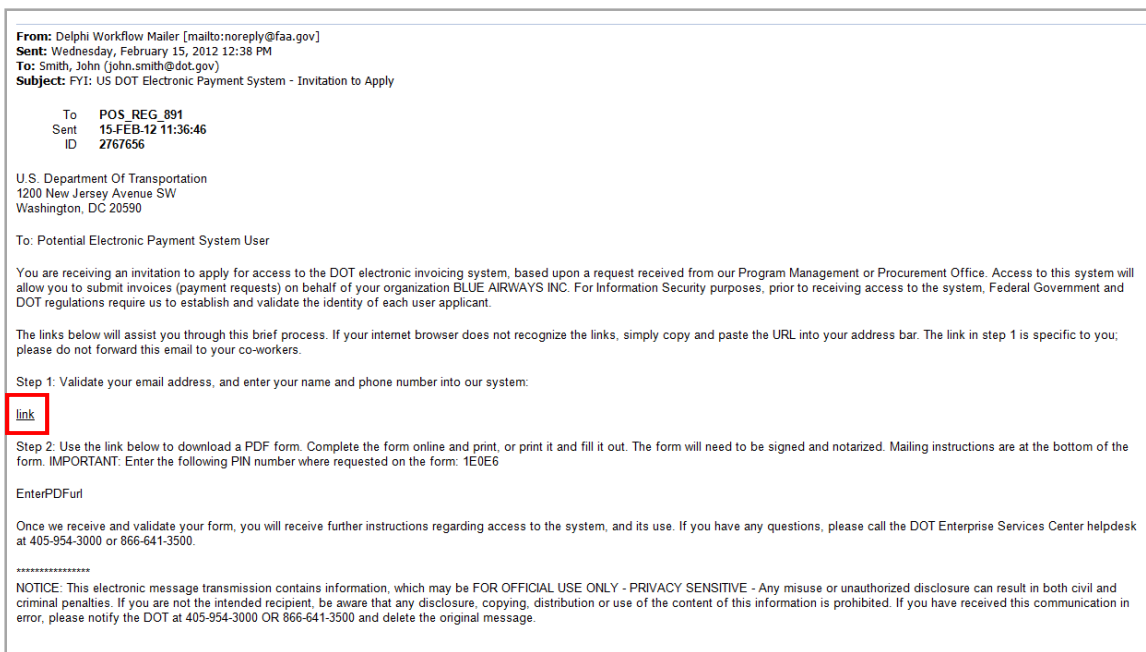 From: Delphi Workflow Mailer [mailto:noreply@faa.gov]
Sent: Wednesday, February 15, 2012 12:38 PM
To: Smith, John (john.smith@dot.gov)
Subject: FYI: US DOT Electronic Payment System - Invitation to Apply
To POS_REG_891
Sent 15-FEB-12 11:36:46
ID 2767656
U.S. Department Of Transportation
1200 New Jersey Avenue SW
Washington, DC 20590
To: Potential Electronic Payment System User
You are receiving an invitation to apply for access to the DOT electronic invoicing system, based upon a request received from our Program Management or Procurement Office. Access to this system will
allow you to submit invoices (payment requests) on behalf of your organization BLUE AIRWAYS INC. For Information Security purposes, prior to receiving access to the system, Federal Government and
DOT regulations require us to establish and validate the identity of each user applicant.
The links below will assist you through this brief process. If your internet browser does not recognize the links, simply copy and paste the URL into your address bar. The link in step 1 is specific to you;
please do not forward this email to your co-workers.
Step 1: Validate your email address, and enter your name and phone number into our system:
link
Step 2: Use the link below to download a PDF form. Complete the form online and print, or print it and fill it out. The form will need to be signed and notarized. Mailing instructions are at the bottom of the
form. IMPORTANT: Enter the following PIN number where requested on the form: 1E0E6
EnterPDFurl
Once we receive and validate your form, you will receive further instructions regarding access to the system, and its use. If you have any questions, please call the DOT Enterprise Services Center helpdesk
at 405-954-3000 or 866-641-3500.
****************
NOTICE: This electronic message transmission contains information, which may be FOR OFFICIAL USE ONLY - PRIVACY SENSITIVE - Any misuse or unauthorized disclosure can result in both civil and
criminal penalties. If you are not the intended recipient, be aware that any disclosure, copying, distribution or use of the content of this information is prohibited. If you have received this communication in
error, please notify the DOT at 405-954-3000 OR 866-641-3500 and delete the original message.